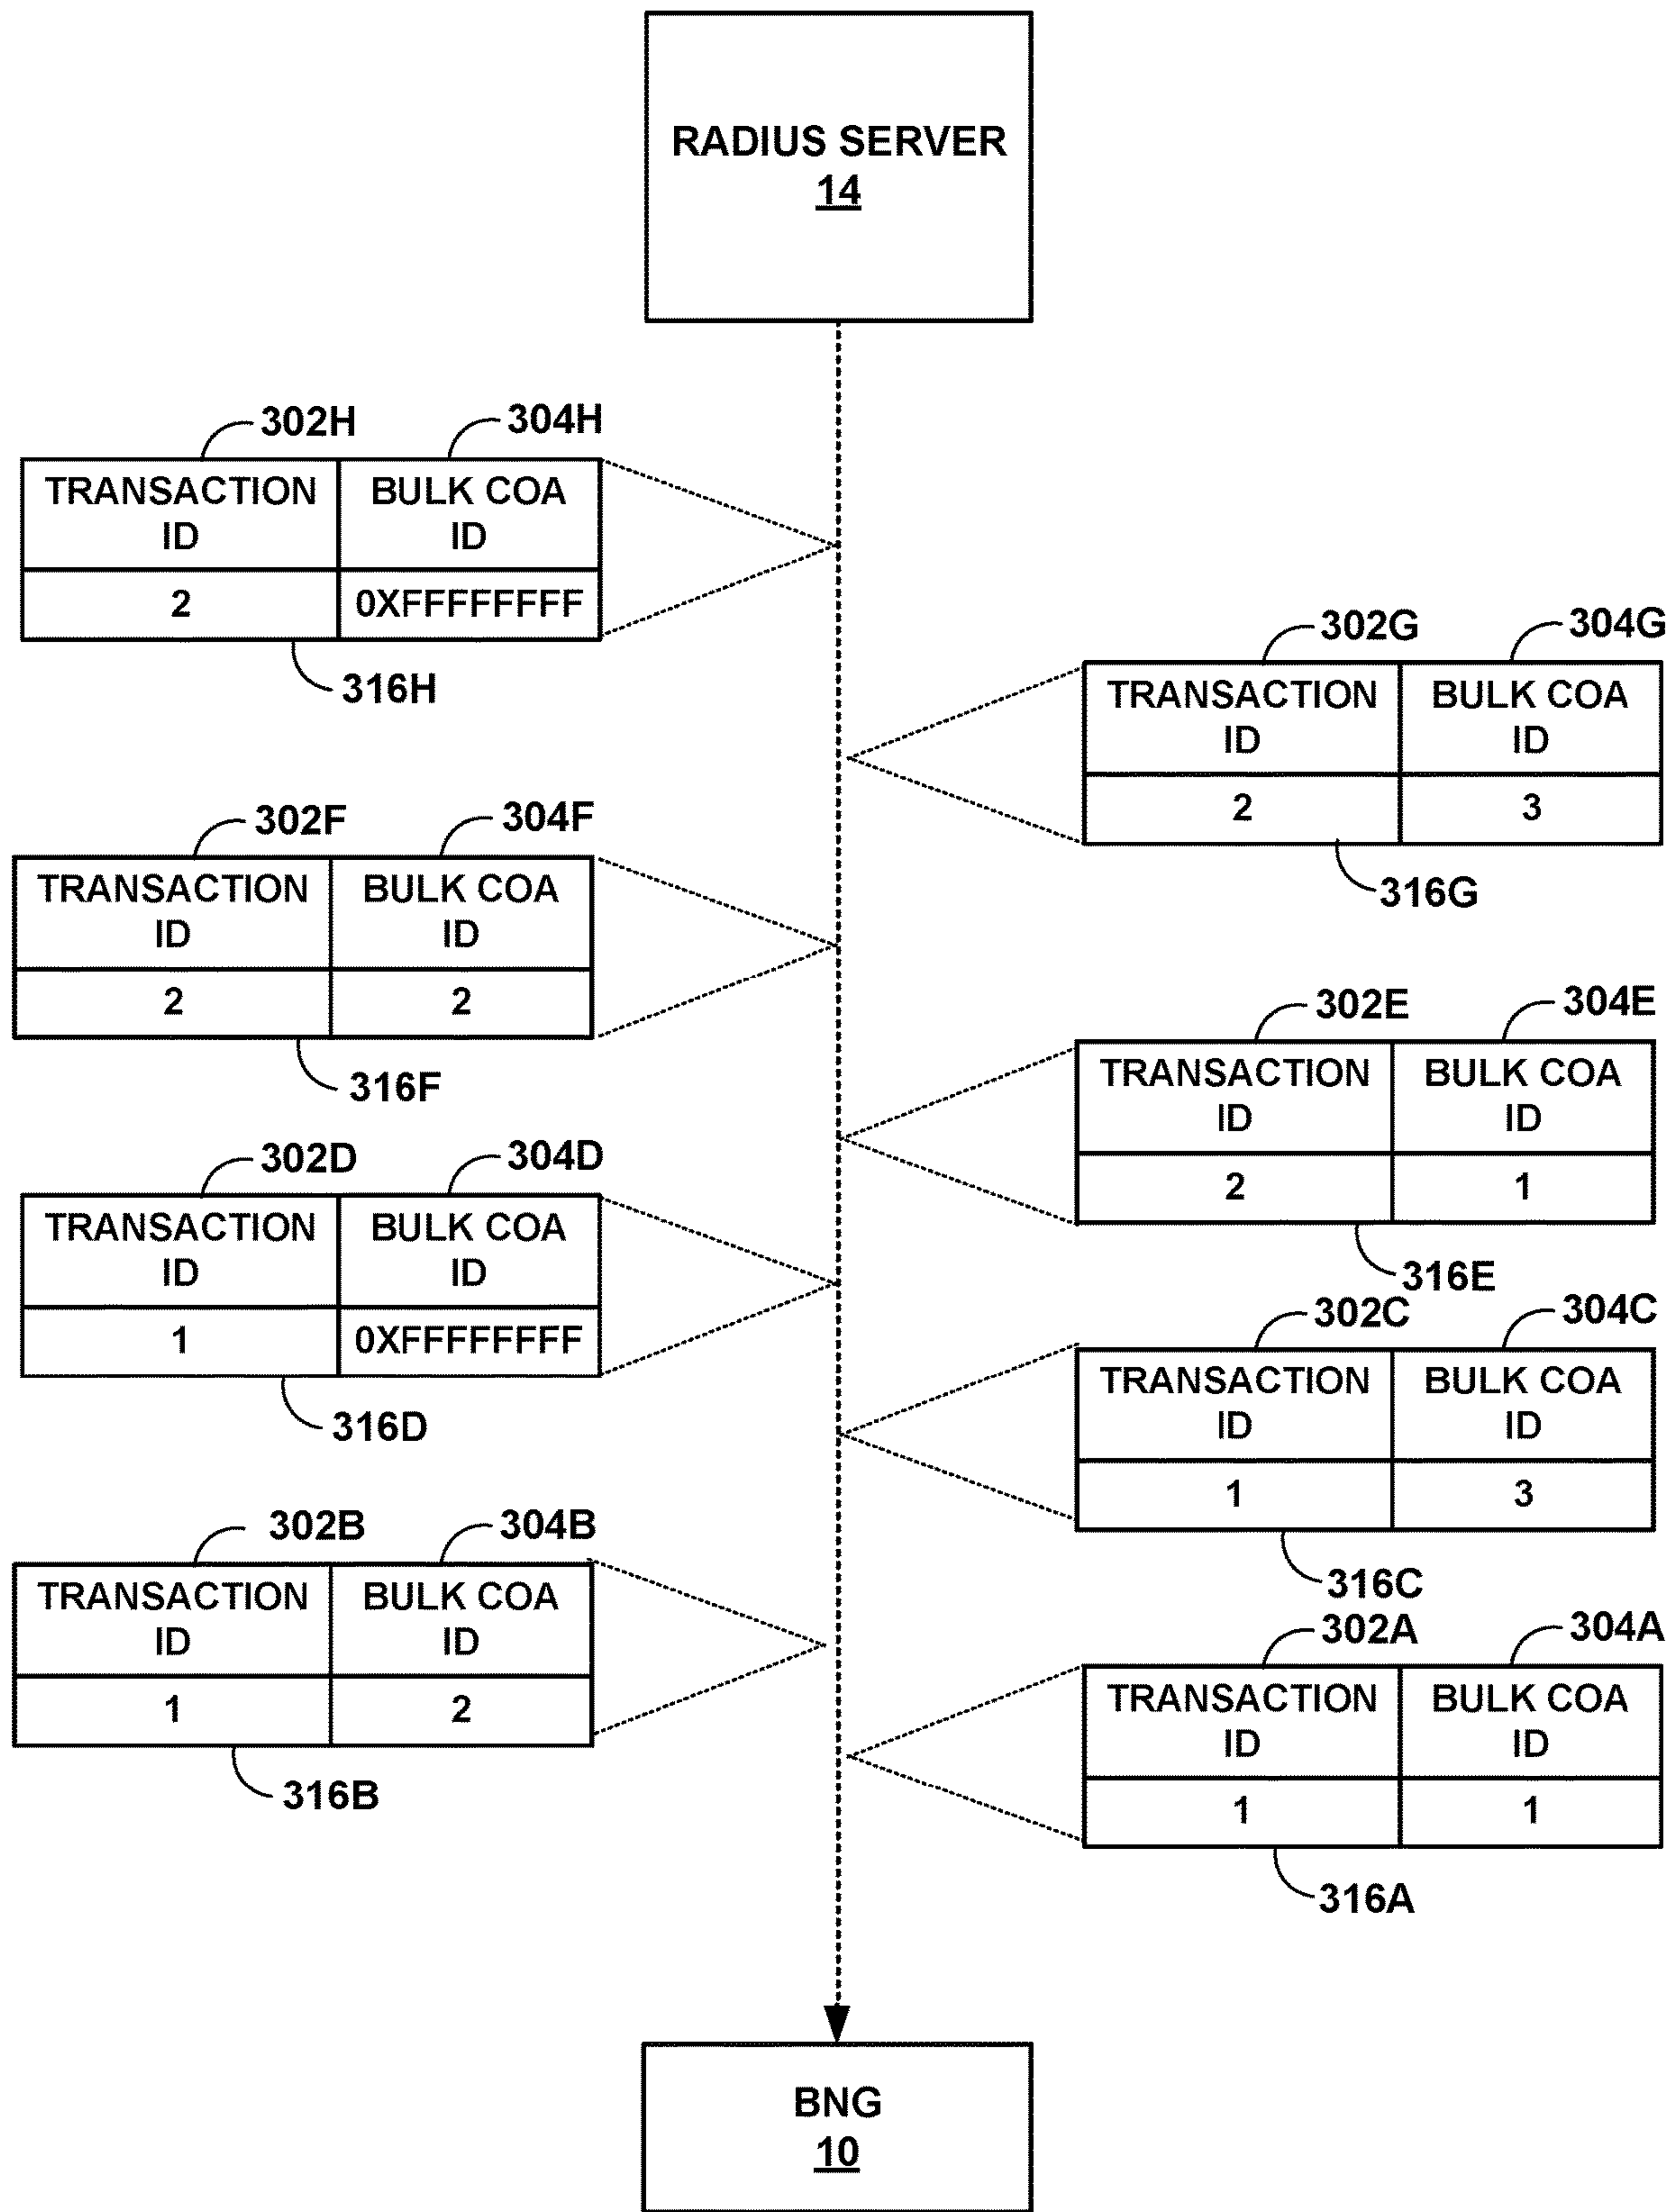 RADIUS SERVER
14
302H
304H
TRANSACTION ID
BULK COA ID
2
0XFFFFFFFF
316H
302G
304G
TRANSACTION ID
BULK COA ID
2
3
316G
302F
304F
TRANSACTION ID
BULK COA ID
2
2
316F
302E
304E
TRANSACTION ID
BULK COA ID
2
1
316E
302D
304D
TRANSACTION ID
BULK COA ID
1
0XFFFFFFFF
316D
302C
304C
TRANSACTION ID
BULK COA ID
1
3
316C
302B
304B
TRANSACTION ID
BULK COA ID
1
2
316B
302A
304A
TRANSACTION ID
BULK COA ID
1
1
316A
BNG
10